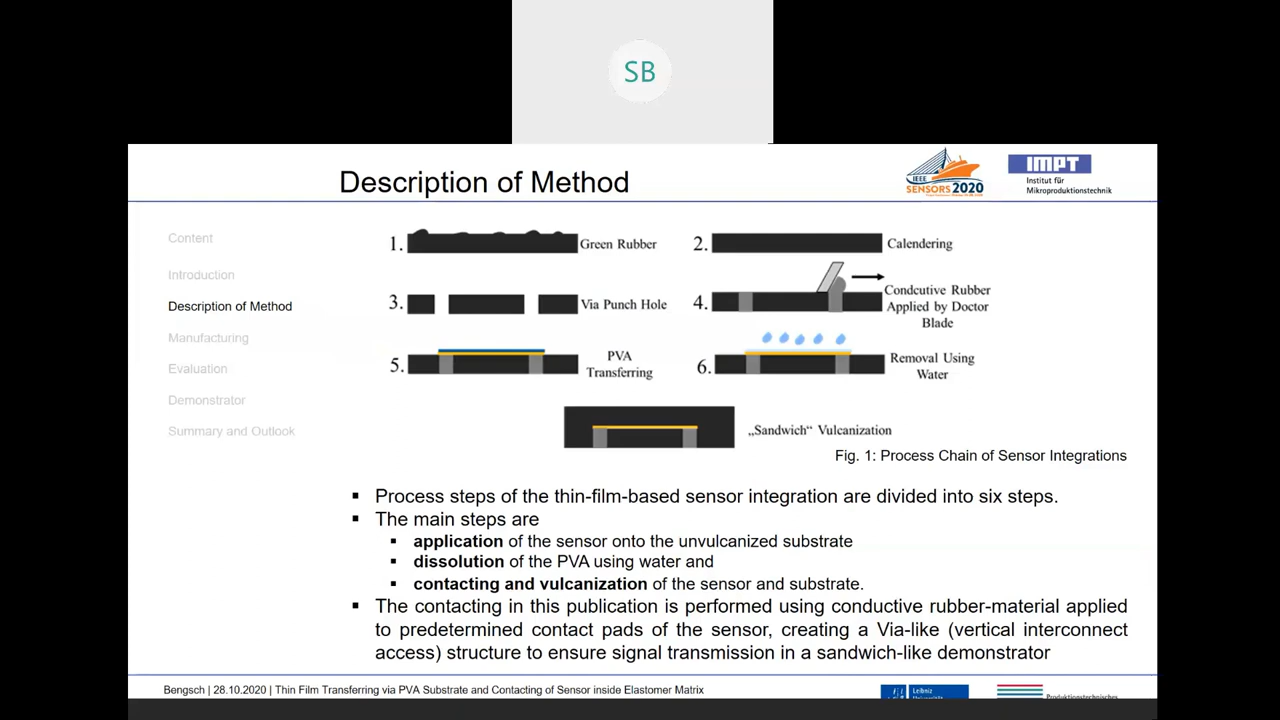 SB
Description of Method
IEEE
SENSORS 2020
IMPT
Institut für
Mikroproduktionstechnik
Content
Introduction
Description of Method
Manufacturing
Evaluation
Demonstrator
Summary and Outlook
1.
Green Rubber
2.
Calendering
3.
Via Punch Hole
4.
Condcutive Rubber
Applied by Doctor
Blade
5.
PVA
Transferring
6.
Removal Using
Water
„Sandwich“ Vulcanization
Fig. 1: Process Chain of Sensor Integrations
▪ Process steps of the thin-film-based sensor integration are divided into six steps.
▪ The main steps are
▪ application of the sensor onto the unvulcanized substrate
▪ dissolution of the PVA using water and
▪ contacting and vulcanization of the sensor and substrate.
▪ The contacting in this publication is performed using conductive rubber-material applied
to predetermined contact pads of the sensor, creating a Via-like (vertical interconnect
access) structure to ensure signal transmission in a sandwich-like demonstrator
Bengsch | 28.10.2020 | Thin Film Transferring via PVA Substrate and Contacting of Sensor inside Elastomer Matrix
Leibniz
Produktionstechnisches